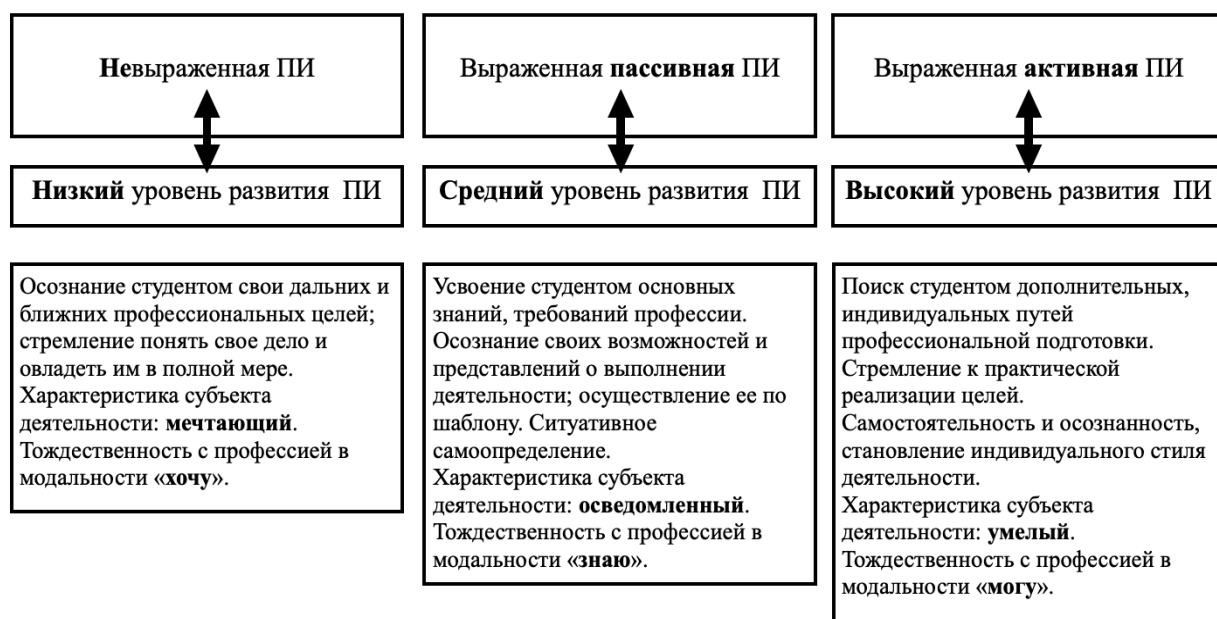 Невыраженная ПИ
Низкий уровень развития ПИ
Осознание студентом свои дальних и
ближних профессиональных целей;
стремление понять свое дело и
овладеть им в полной мере.
Характеристика субъекта
деятельности: мечтающий.
Тождественность с профессией в
модальности «хочу».
Выраженная пассивная ПИ
Средний уровень развития ПИ
Усвоение студентом основных
знаний, требований профессии.
Осознание своих возможностей и
представлений о выполнении
деятельности; осуществление ее по
шаблону. Ситуативное
самоопределение.
Характеристика субъекта
деятельности: осведомленный.
Тождественность с профессией в
модальности «знаю».
Выраженная активная ПИ
Высокий уровень развития ПИ
Поиск студентом дополнительных,
индивидуальных путей
профессиональной подготовки.
Стремление к практической
реализации целей.
Самостоятельность и осознанность,
становление индивидуального стиля
деятельности.
Характеристика субъекта
деятельности: умелый.
Тождественность с профессией в
модальности «могу».